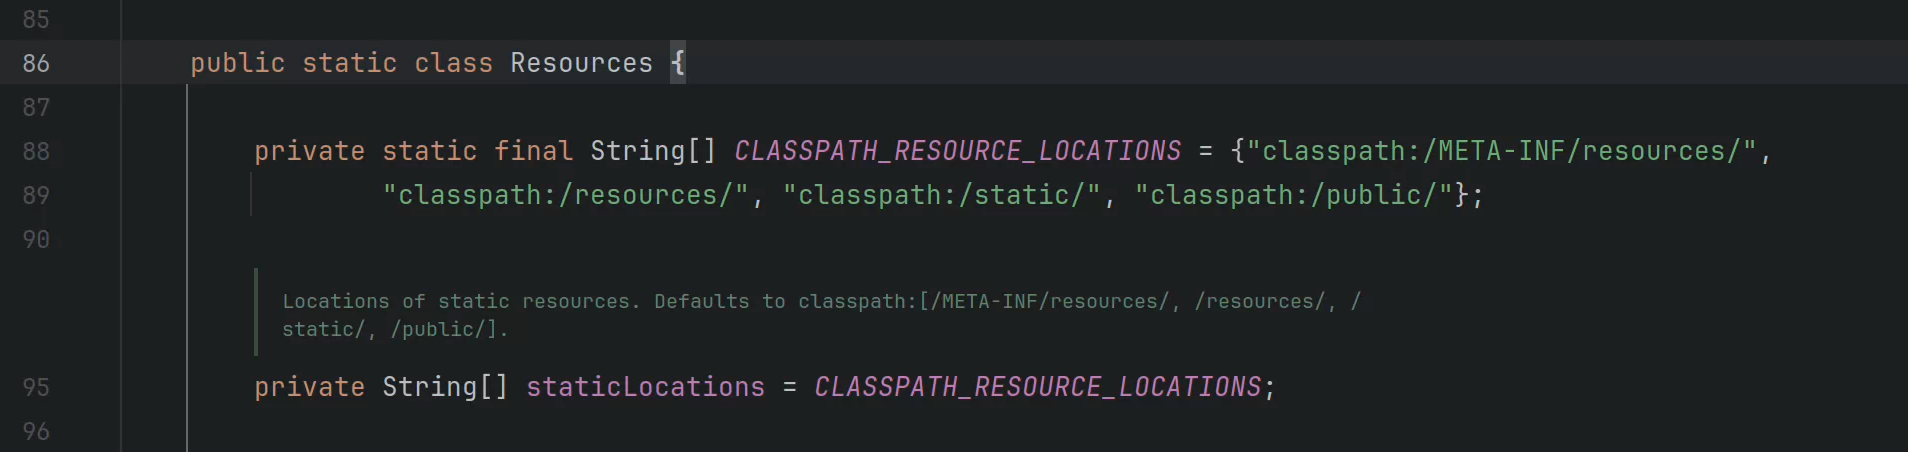 85
86 public static class Resources {
87
88 private static final String[] CLASSPATH_RESOURCE_LOCATIONS = {"classpath:/META-INF/resources/",
89 "classpath:/resources/", "classpath:/static/", "classpath:/public/"};
90
Locations of static resources. Defaults to classpath:[/META-INF/resources/, /resources/, /
static/, /public/].
95 private String[] staticLocations = CLASSPATH_RESOURCE_LOCATIONS;
96